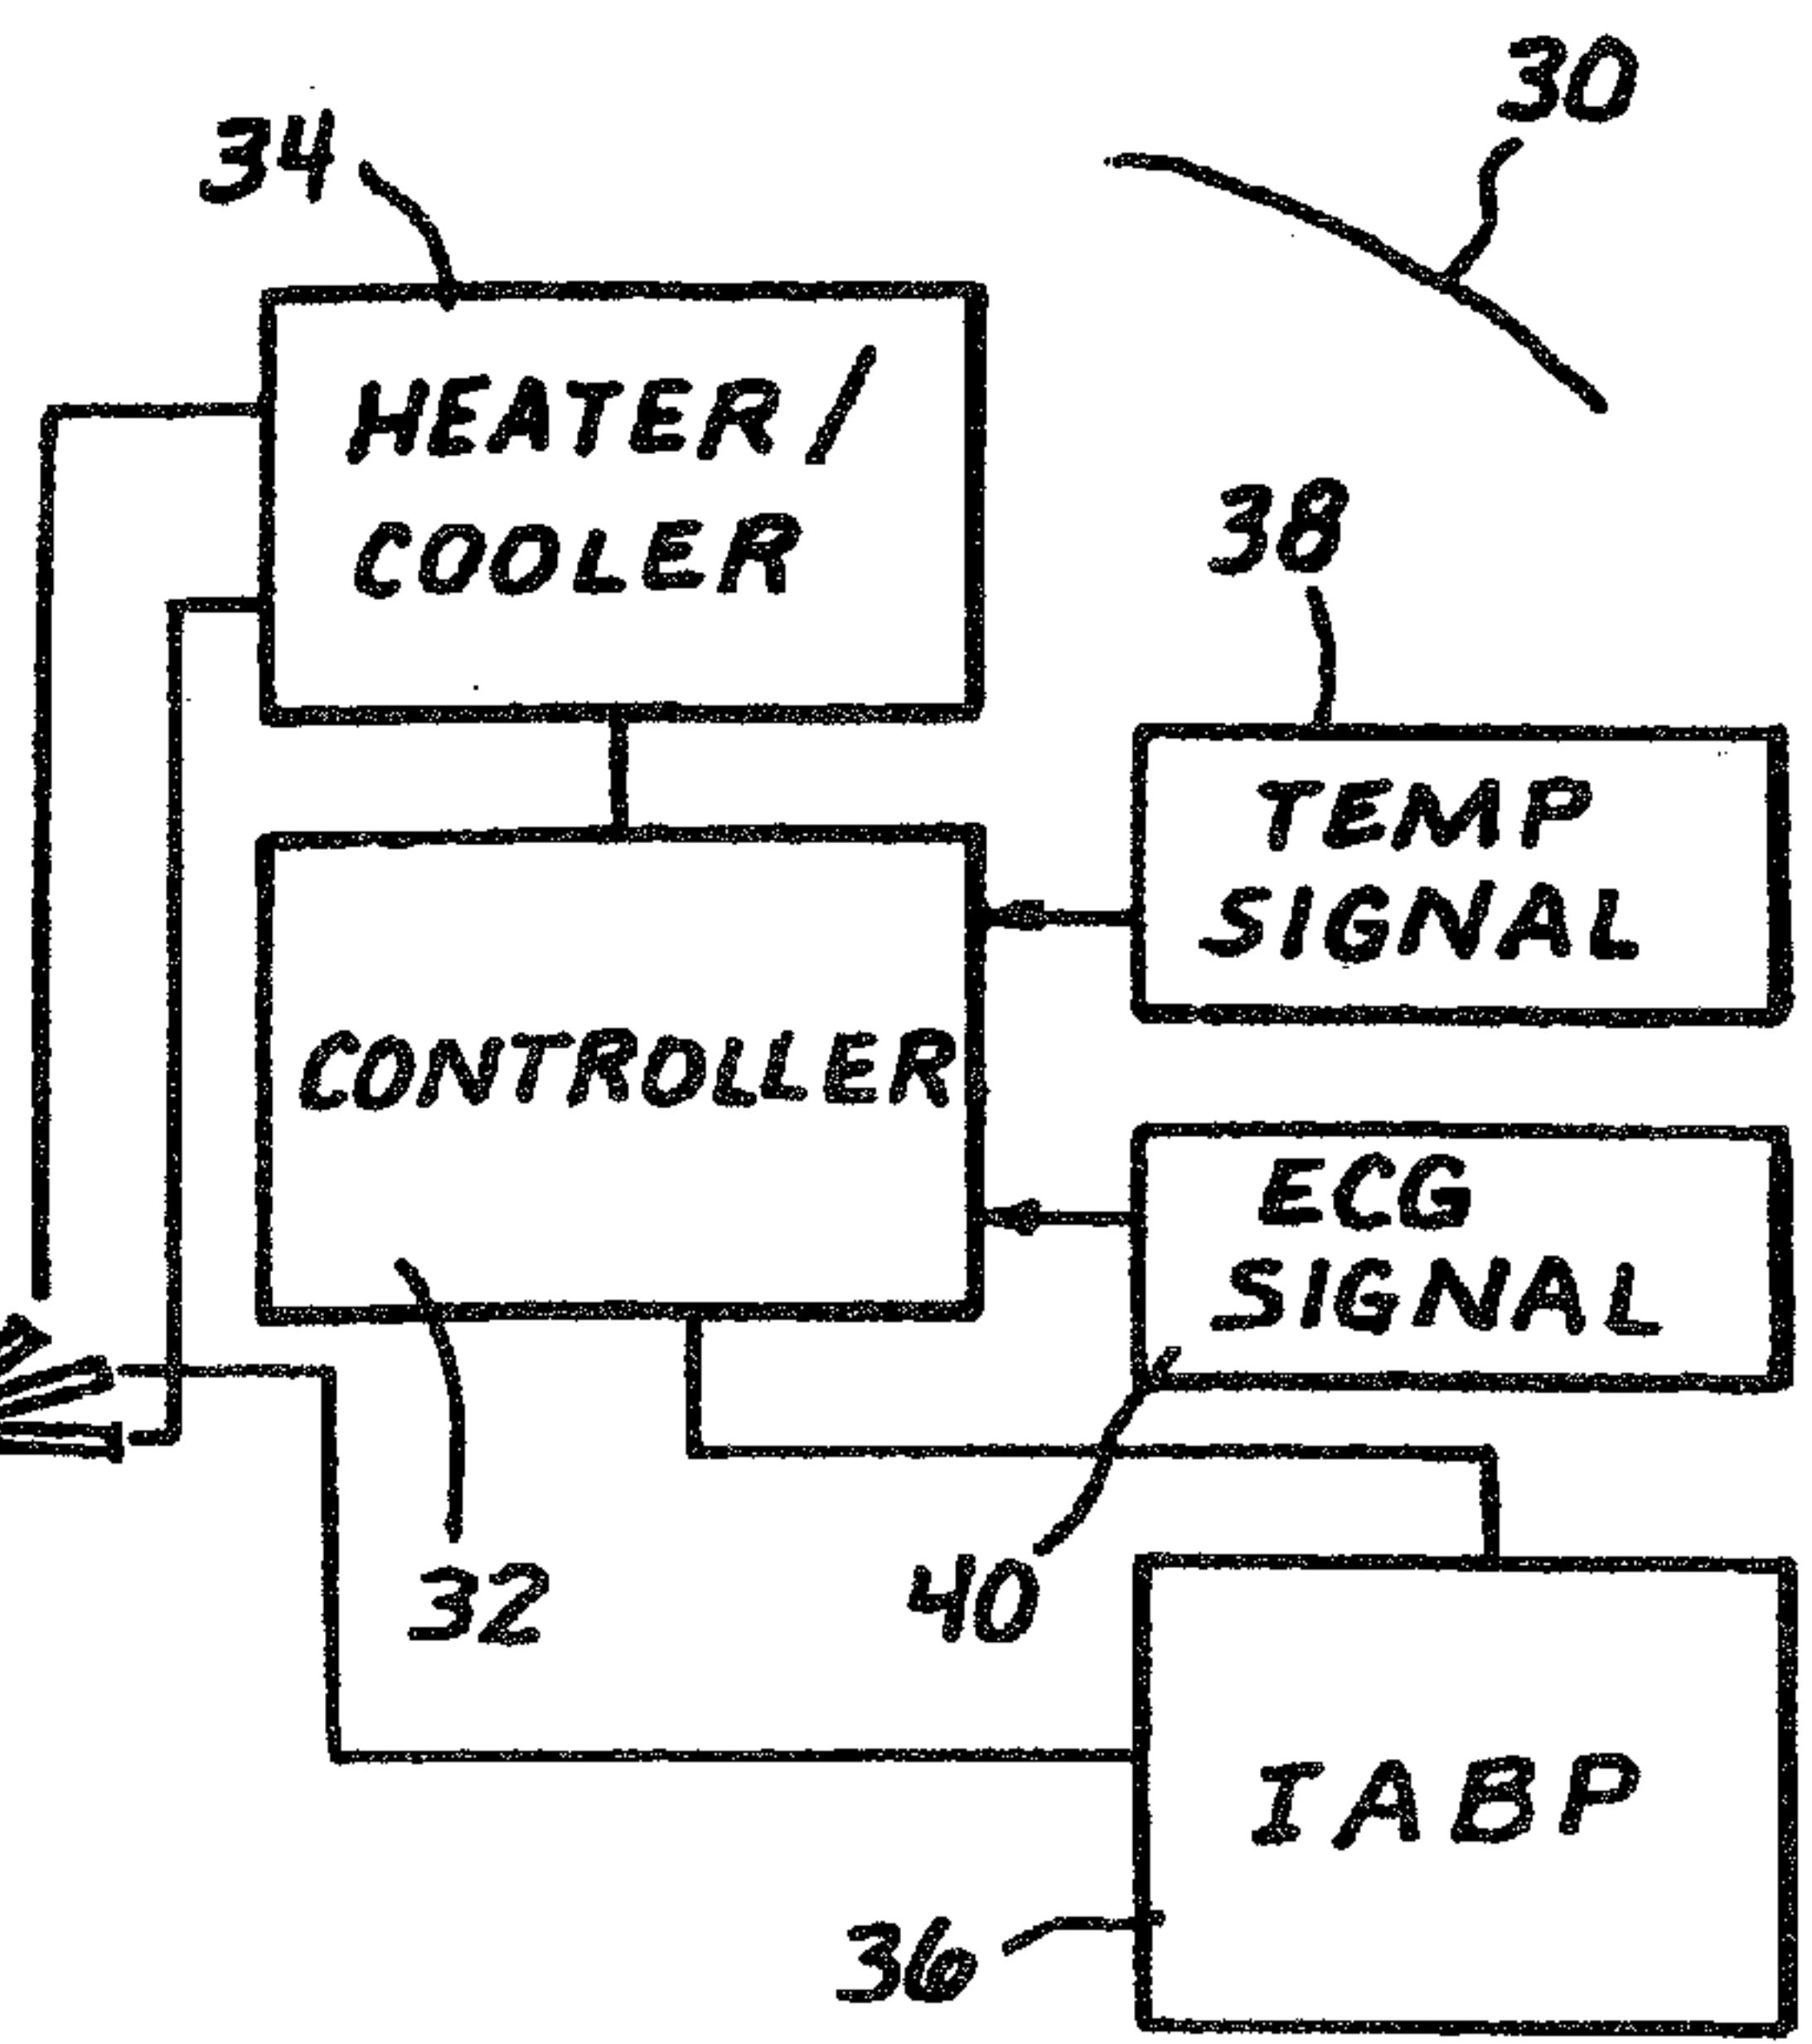 30
34
HEATER/
COOLER
38
TEMP
SIGNAL
CONTROLLER
ECG
SIGNAL
32
40
IABP
36